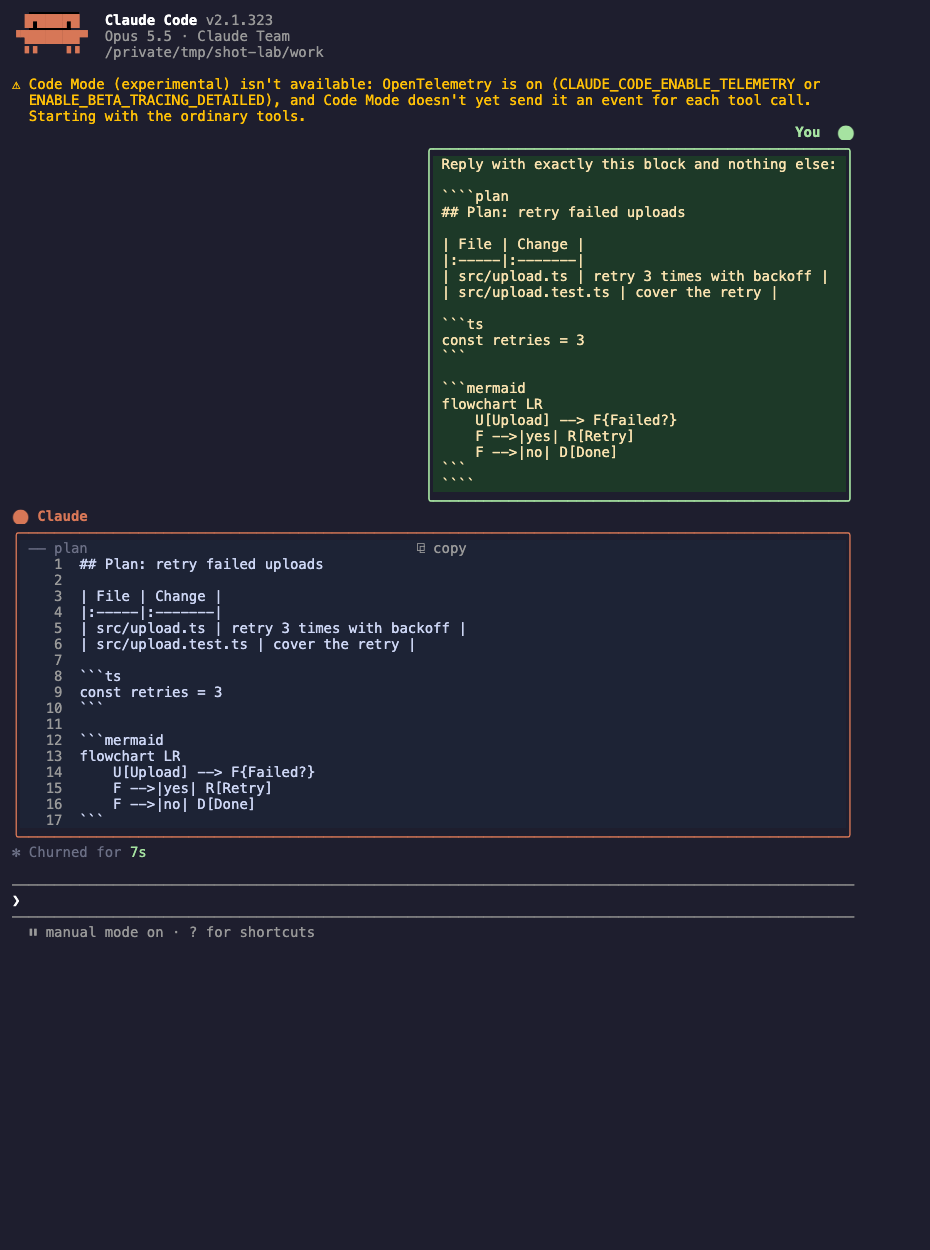 Claude Code v2.1.323
Opus 5.5 · Claude Team
/private/tmp/shot-lab/work
⚠ Code Mode (experimental) isn't available: OpenTelemetry is on (CLAUDE_CODE_ENABLE_TELEMETRY or
ENABLE_BETA_TRACING_DETAILED), and Code Mode doesn't yet send it an event for each tool call.
Starting with the ordinary tools.
You
Reply with exactly this block and nothing else:

````plan
## Plan: retry failed uploads

| File | Change |
|:-----|:-------|
| src/upload.ts | retry 3 times with backoff |
| src/upload.test.ts | cover the retry |

```ts
const retries = 3
```

```mermaid
flowchart LR
    U[Upload] --> F{Failed?}
    F -->|yes| R[Retry]
    F -->|no| D[Done]
```
````
Claude
── plan ⧉ copy
1 ## Plan: retry failed uploads
2
3 | File | Change |
4 |:-----|:-------|
5 | src/upload.ts | retry 3 times with backoff |
6 | src/upload.test.ts | cover the retry |
7
8 ```ts
9 const retries = 3
10 ```
11
12 ```mermaid
13 flowchart LR
14     U[Upload] --> F{Failed?}
15     F -->|yes| R[Retry]
16     F -->|no| D[Done]
17 ```
✻ Churned for 7s
❯
⏸ manual mode on · ? for shortcuts